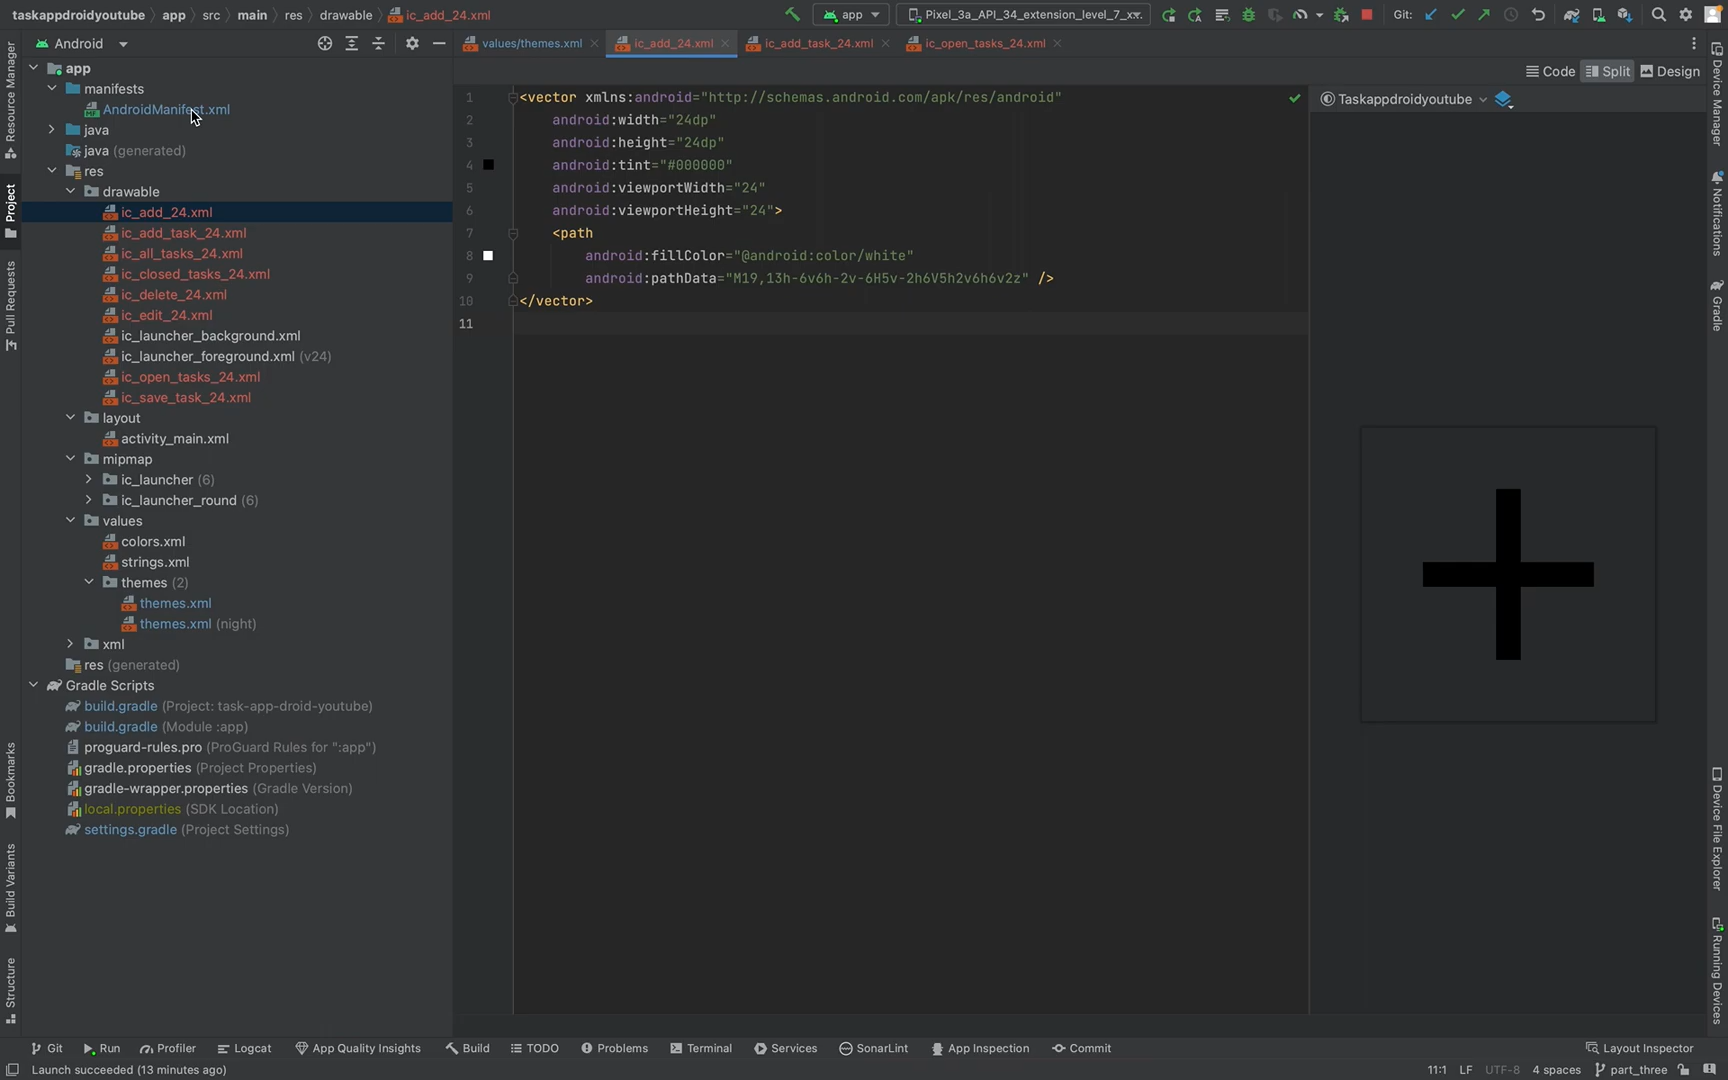 taskappdroidyoutube app src main res drawable ic_add_24.xml
app
Pixel_3a_API_34_extension_level_7_x
Git:
Android
values/themes.xml
ic_add_24.xml
ic_add_task_24.xml
ic_open_tasks_24.xml
Code
Split
Design
Taskappdroidyoutube
app
manifests
AndroidManifest.xml
java
java (generated)
res
drawable
ic_add_24.xml
ic_add_task_24.xml
ic_all_tasks_24.xml
ic_closed_tasks_24.xml
ic_delete_24.xml
ic_edit_24.xml
ic_launcher_background.xml
ic_launcher_foreground.xml (v24)
ic_open_tasks_24.xml
ic_save_task_24.xml
layout
activity_main.xml
mipmap
ic_launcher (6)
ic_launcher_round (6)
values
colors.xml
strings.xml
themes (2)
themes.xml
themes.xml (night)
xml
res (generated)
Gradle Scripts
build.gradle (Project: task-app-droid-youtube)
build.gradle (Module :app)
proguard-rules.pro (ProGuard Rules for ":app")
gradle.properties (Project Properties)
gradle-wrapper.properties (Gradle Version)
local.properties (SDK Location)
settings.gradle (Project Settings)
1 <vector xmlns:android="http://schemas.android.com/apk/res/android"
2 android:width="24dp"
3 android:height="24dp"
4 android:tint="#000000"
5 android:viewportWidth="24"
6 android:viewportHeight="24">
7 <path
8 android:fillColor="@android:color/white"
9 android:pathData="M19,13h-6v6h-2v-6H5v-2h6V5h2v6h6v2z" />
10 </vector>
11
Resource Manager
Project
Pull Requests
Bookmarks
Build Variants
Structure
Device Manager
Notifications
Gradle
Device File Explorer
Running Devices
Git
Run
Profiler
Logcat
App Quality Insights
Build
TODO
Problems
Terminal
Services
SonarLint
App Inspection
Commit
Layout Inspector
Launch succeeded (13 minutes ago)
11:1 LF UTF-8 4 spaces part_three